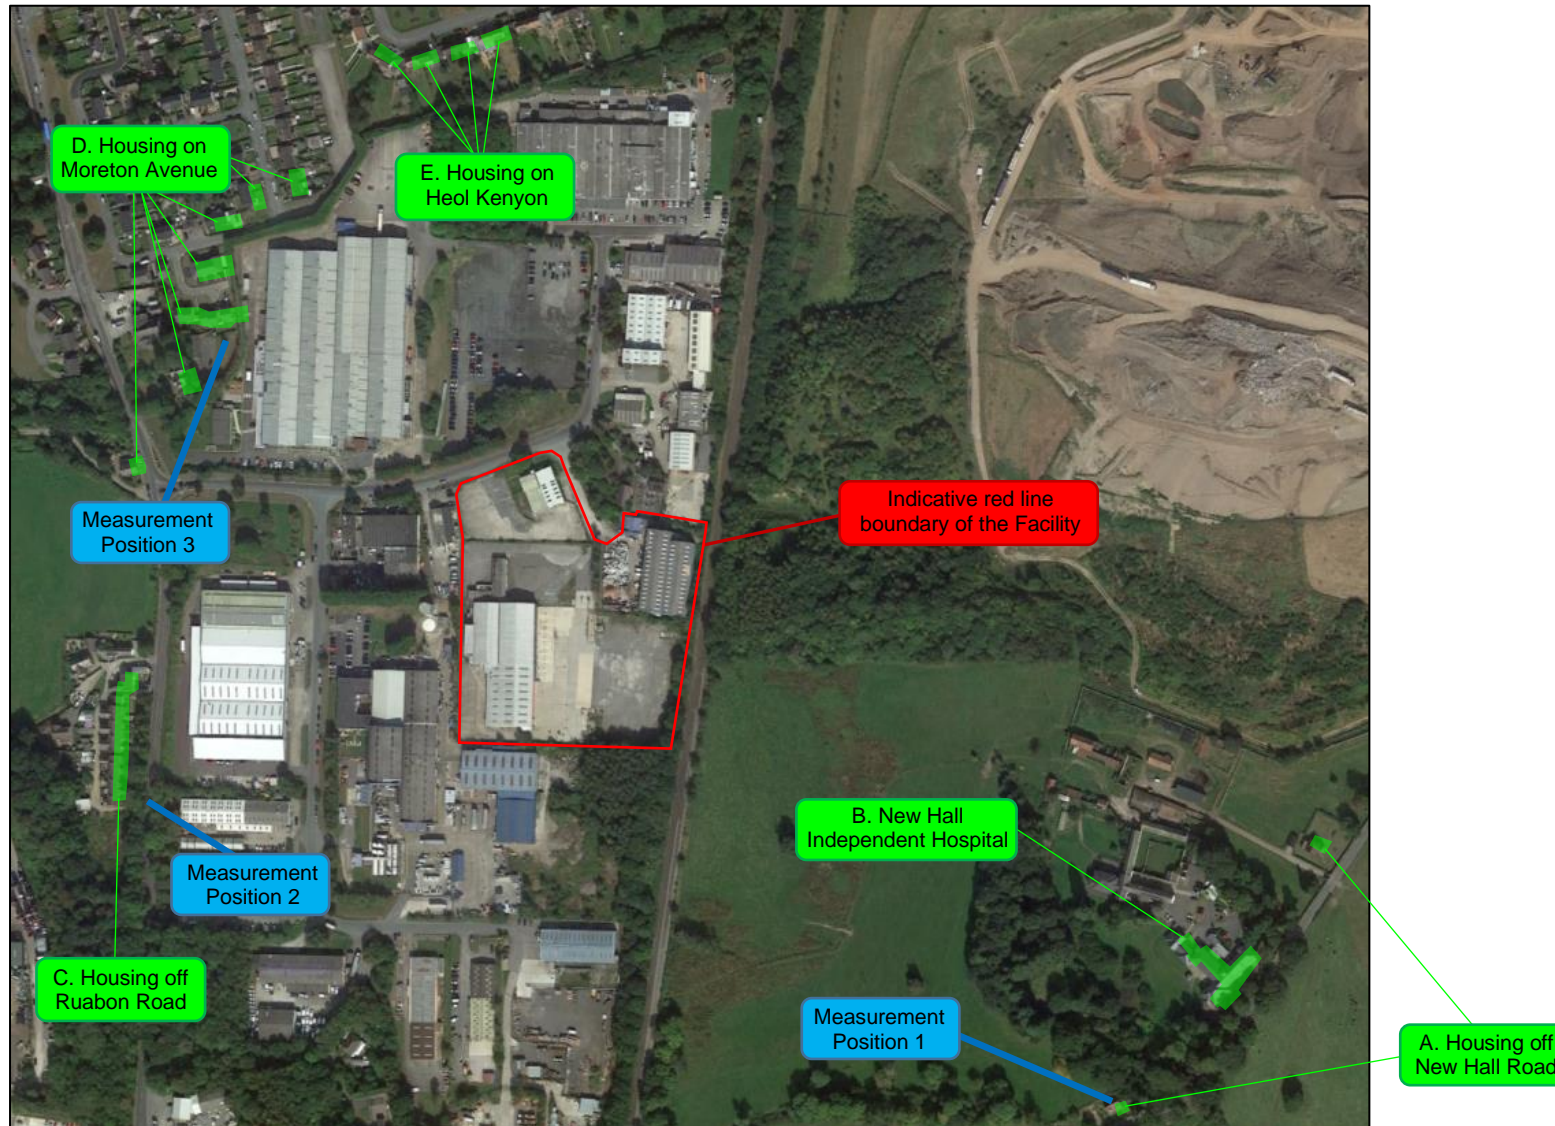 D. Housing on
Moreton Avenue
E. Housing on
Heol Kenyon
Measurement
Position 3
Indicative red line
boundary of the Facility
B. New Hall
Independent Hospital
Measurement
Position 2
C. Housing off
Ruabon Road
Measurement
Position 1
A. Housing off
New Hall Road